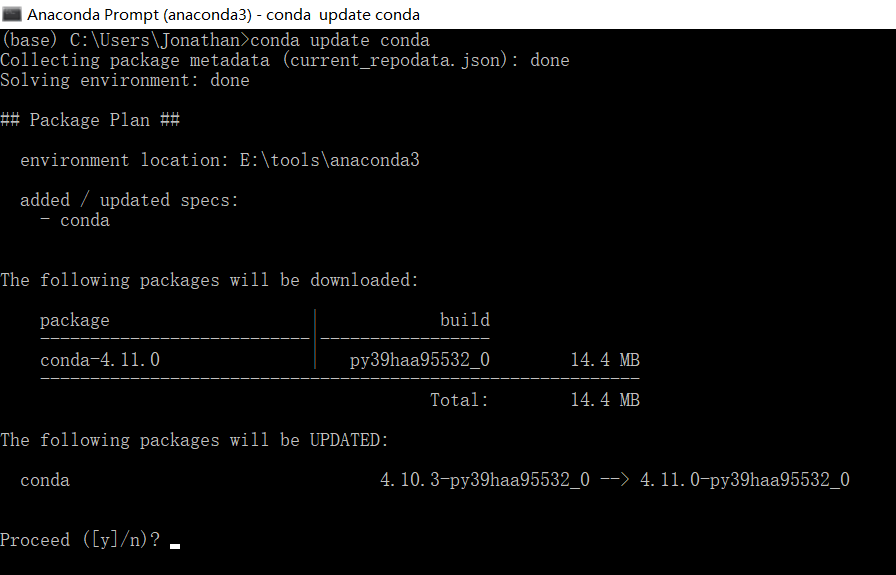 Anaconda Prompt (anaconda3) - conda  update conda
(base) C:\Users\Jonathan>conda update conda
Collecting package metadata (current_repodata.json): done
Solving environment: done
## Package Plan ##
environment location: E:\tools\anaconda3
added / updated specs:
- conda
The following packages will be downloaded:
package | build
---------------------------|-----------------
conda-4.11.0 | py39haa95532_0 14.4 MB
------------------------------------------------------------
Total: 14.4 MB
The following packages will be UPDATED:
conda 4.10.3-py39haa95532_0 --> 4.11.0-py39haa95532_0
Proceed ([y]/n)? _